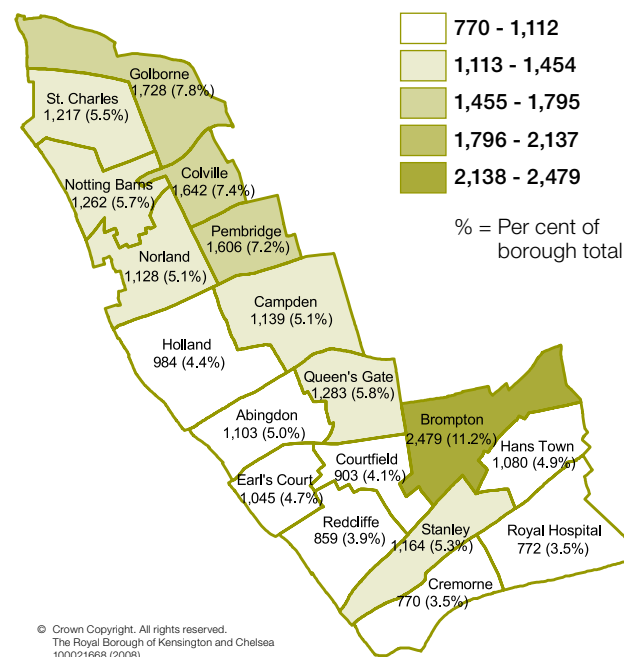 770 - 1,112
1,113 - 1,454
1,455 - 1,795
1,796 - 2,137
2,138 - 2,479
% = Per cent of
borough total
Golborne
1,728 (7.8%)
St. Charles
1,217 (5.5%)
Notting Barns
1,262 (5.7%)
Colville
1,642 (7.4%)
Pembridge
1,606 (7.2%)
Norland
1,128 (5.1%)
Campden
1,139 (5.1%)
Holland
984 (4.4%)
Queen's Gate
1,283 (5.8%)
Abingdon
1,103 (5.0%)
Brompton
2,479 (11.2%)
Hans Town
1,080 (4.9%)
Courtfield
903 (4.1%)
Earl's Court
1,045 (4.7%)
Redcliffe
859 (3.9%)
Stanley
1,164 (5.3%)
Royal Hospital
772 (3.5%)
Cremorne
770 (3.5%)
© Crown Copyright. All rights reserved.
The Royal Borough of Kensington and Chelsea
100021668 (2008)